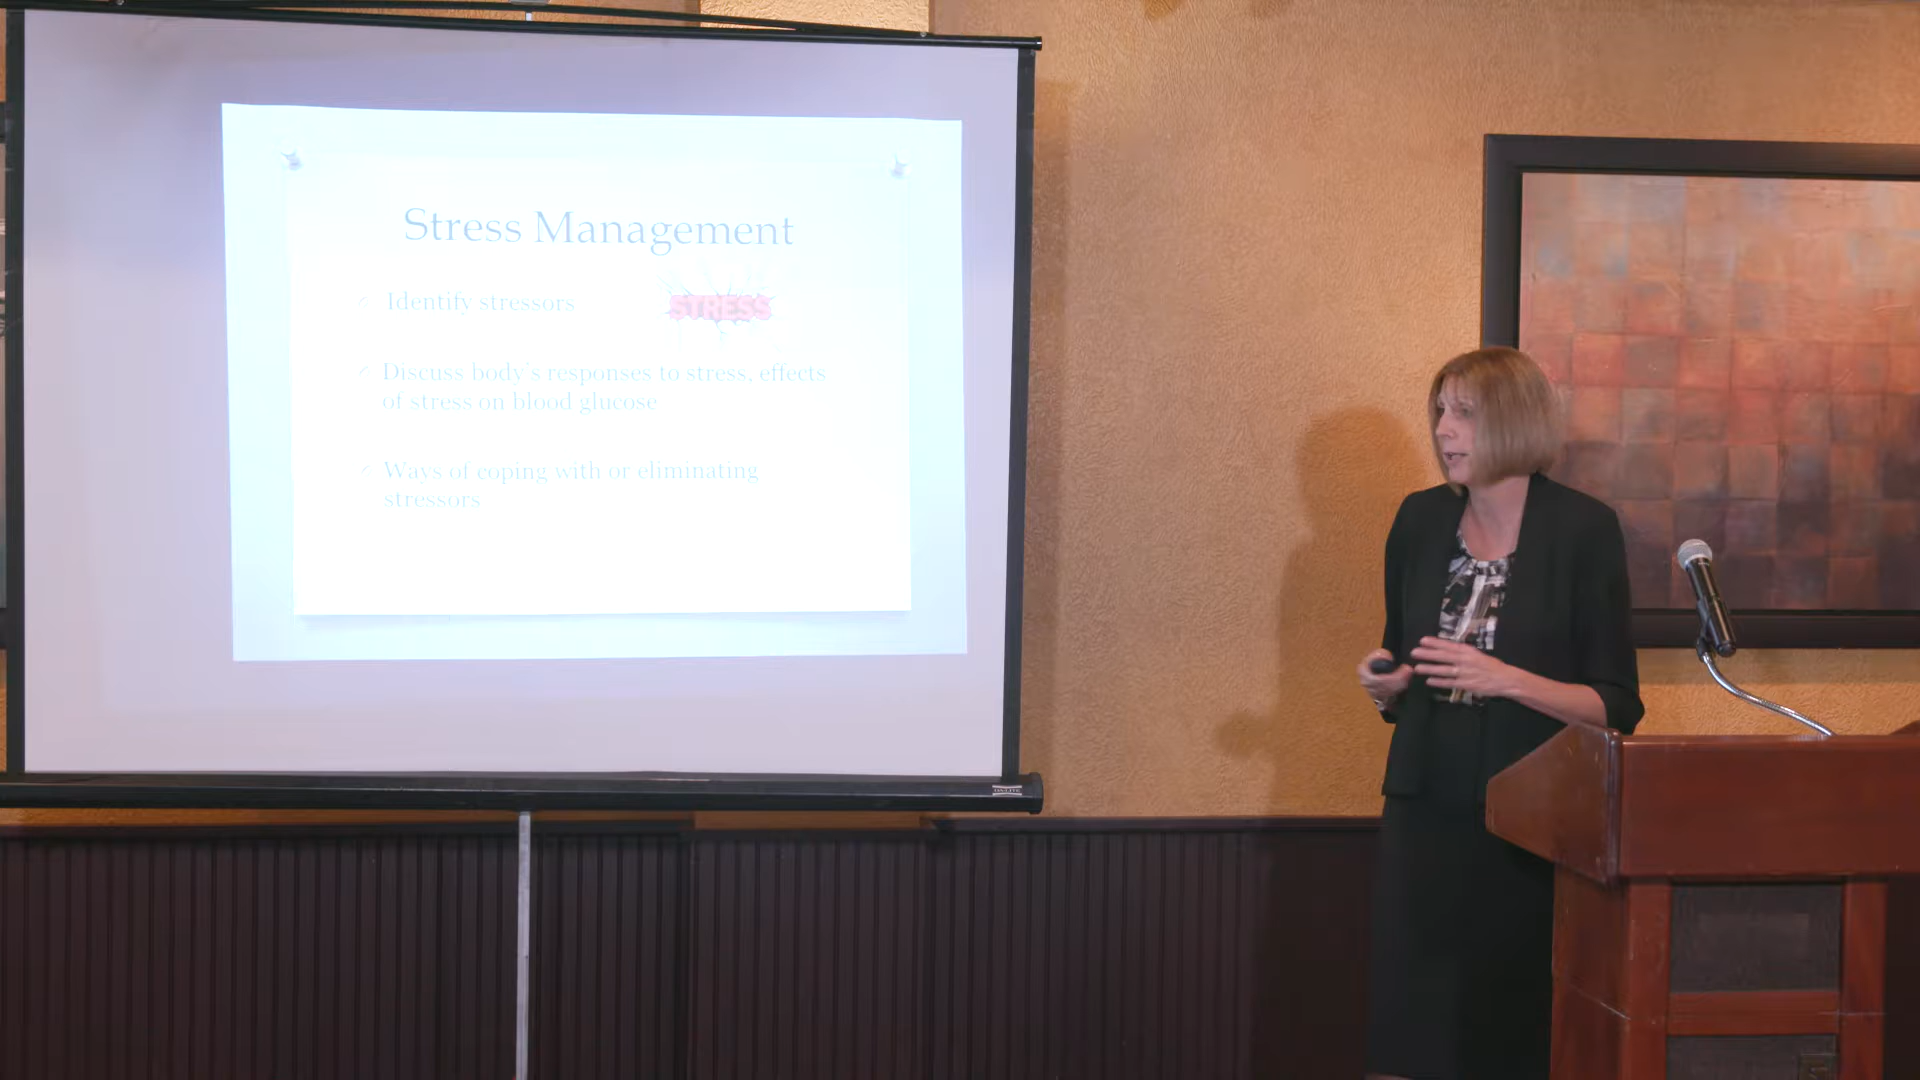 Stress Management
Identify stressors
STRESS
Discuss body's responses to stress, effects
of stress on blood glucose
Ways of coping with or eliminating
stressors